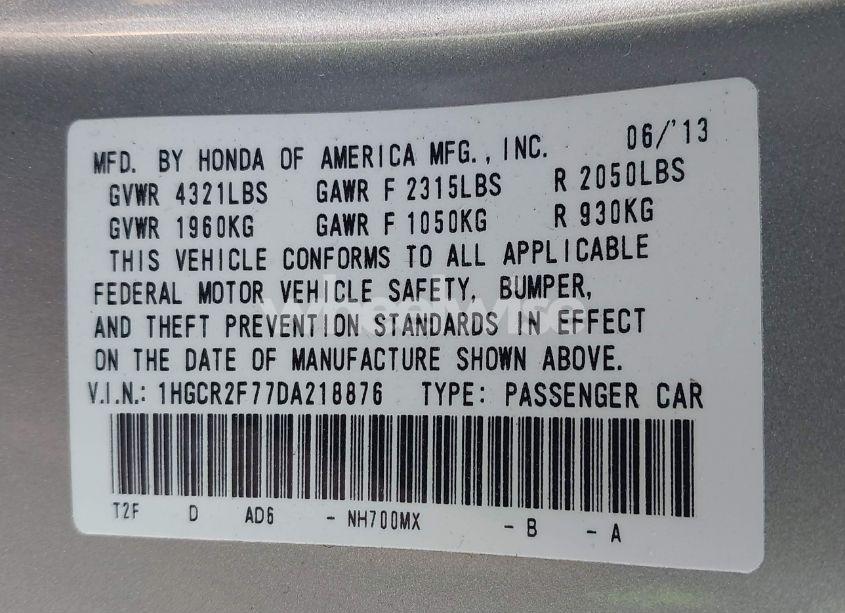 MFD. BY HONDA OF AMERICA MFG., INC. 06/'13
GVWR 4321LBS GAWR F 2315LBS R 2050LBS
GVWR 1960KG GAWR F 1050KG R 930KG
THIS VEHICLE CONFORMS TO ALL APPLICABLE
FEDERAL MOTOR VEHICLE SAFETY, BUMPER,
AND THEFT PREVENTION STANDARDS IN EFFECT
ON THE DATE OF MANUFACTURE SHOWN ABOVE.
V.I.N.: 1HGCR2F77DA218876 TYPE: PASSENGER CAR
T2F D AD6 - NH700MX - B - A